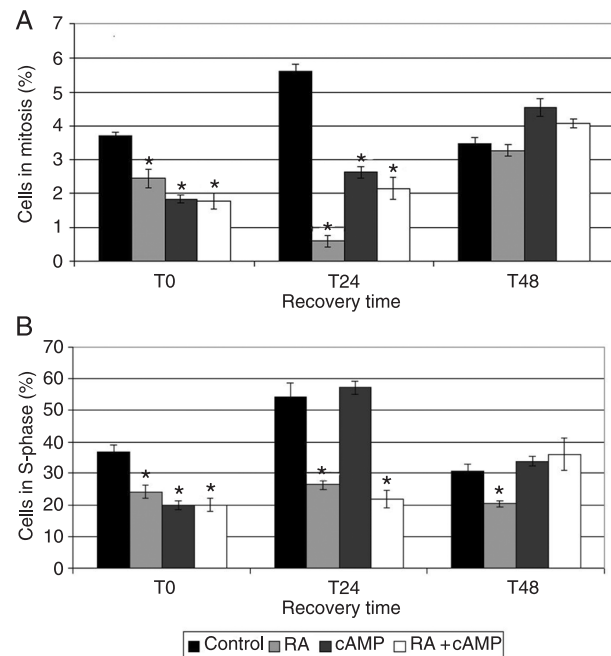 A
Cells in mitosis (%)
7
6
5
4
3
2
1
0
* * *
* * *
T0 T24 T48
Recovery time
B
Cells in S-phase (%)
70
60
50
40
30
20
10
0
* * *
* *
*
T0 T24 T48
Recovery time
Control RA cAMP RA +cAMP